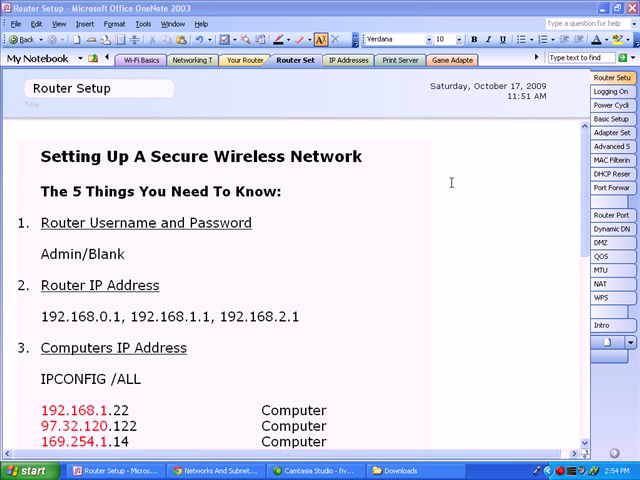 Router Setup - Microsoft Office OneNote 2003
File Edit View Insert Format Tools Window Help
Type a question for help
Back
Verdana
10
B I U
A
My Notebook
Wi-Fi Basics
Networking T
Your Router
Router Set
IP Addresses
Print Server
Game Adapte
Type text to find
Router Setup
Title
Saturday, October 17, 2009
11:51 AM
Setting Up A Secure Wireless Network
The 5 Things You Need To Know:
1. Router Username and Password
Admin/Blank
2. Router IP Address
192.168.0.1, 192.168.1.1, 192.168.2.1
3. Computers IP Address
IPCONFIG /ALL
192.168.1.22 Computer
97.32.120.122 Computer
169.254.1.14 Computer
Router Setu
Logging On
Power Cycli
Basic Setup
Adapter Set
Advanced S
MAC Filterin
DHCP Reser
Port Forwar
Router Port
Dynamic DN
DMZ
QOS
MTU
NAT
WPS
Intro
start
Router Setup - Micros...
Networks And Subnet...
Camtasia Studio - fiv...
Downloads
2:54 PM